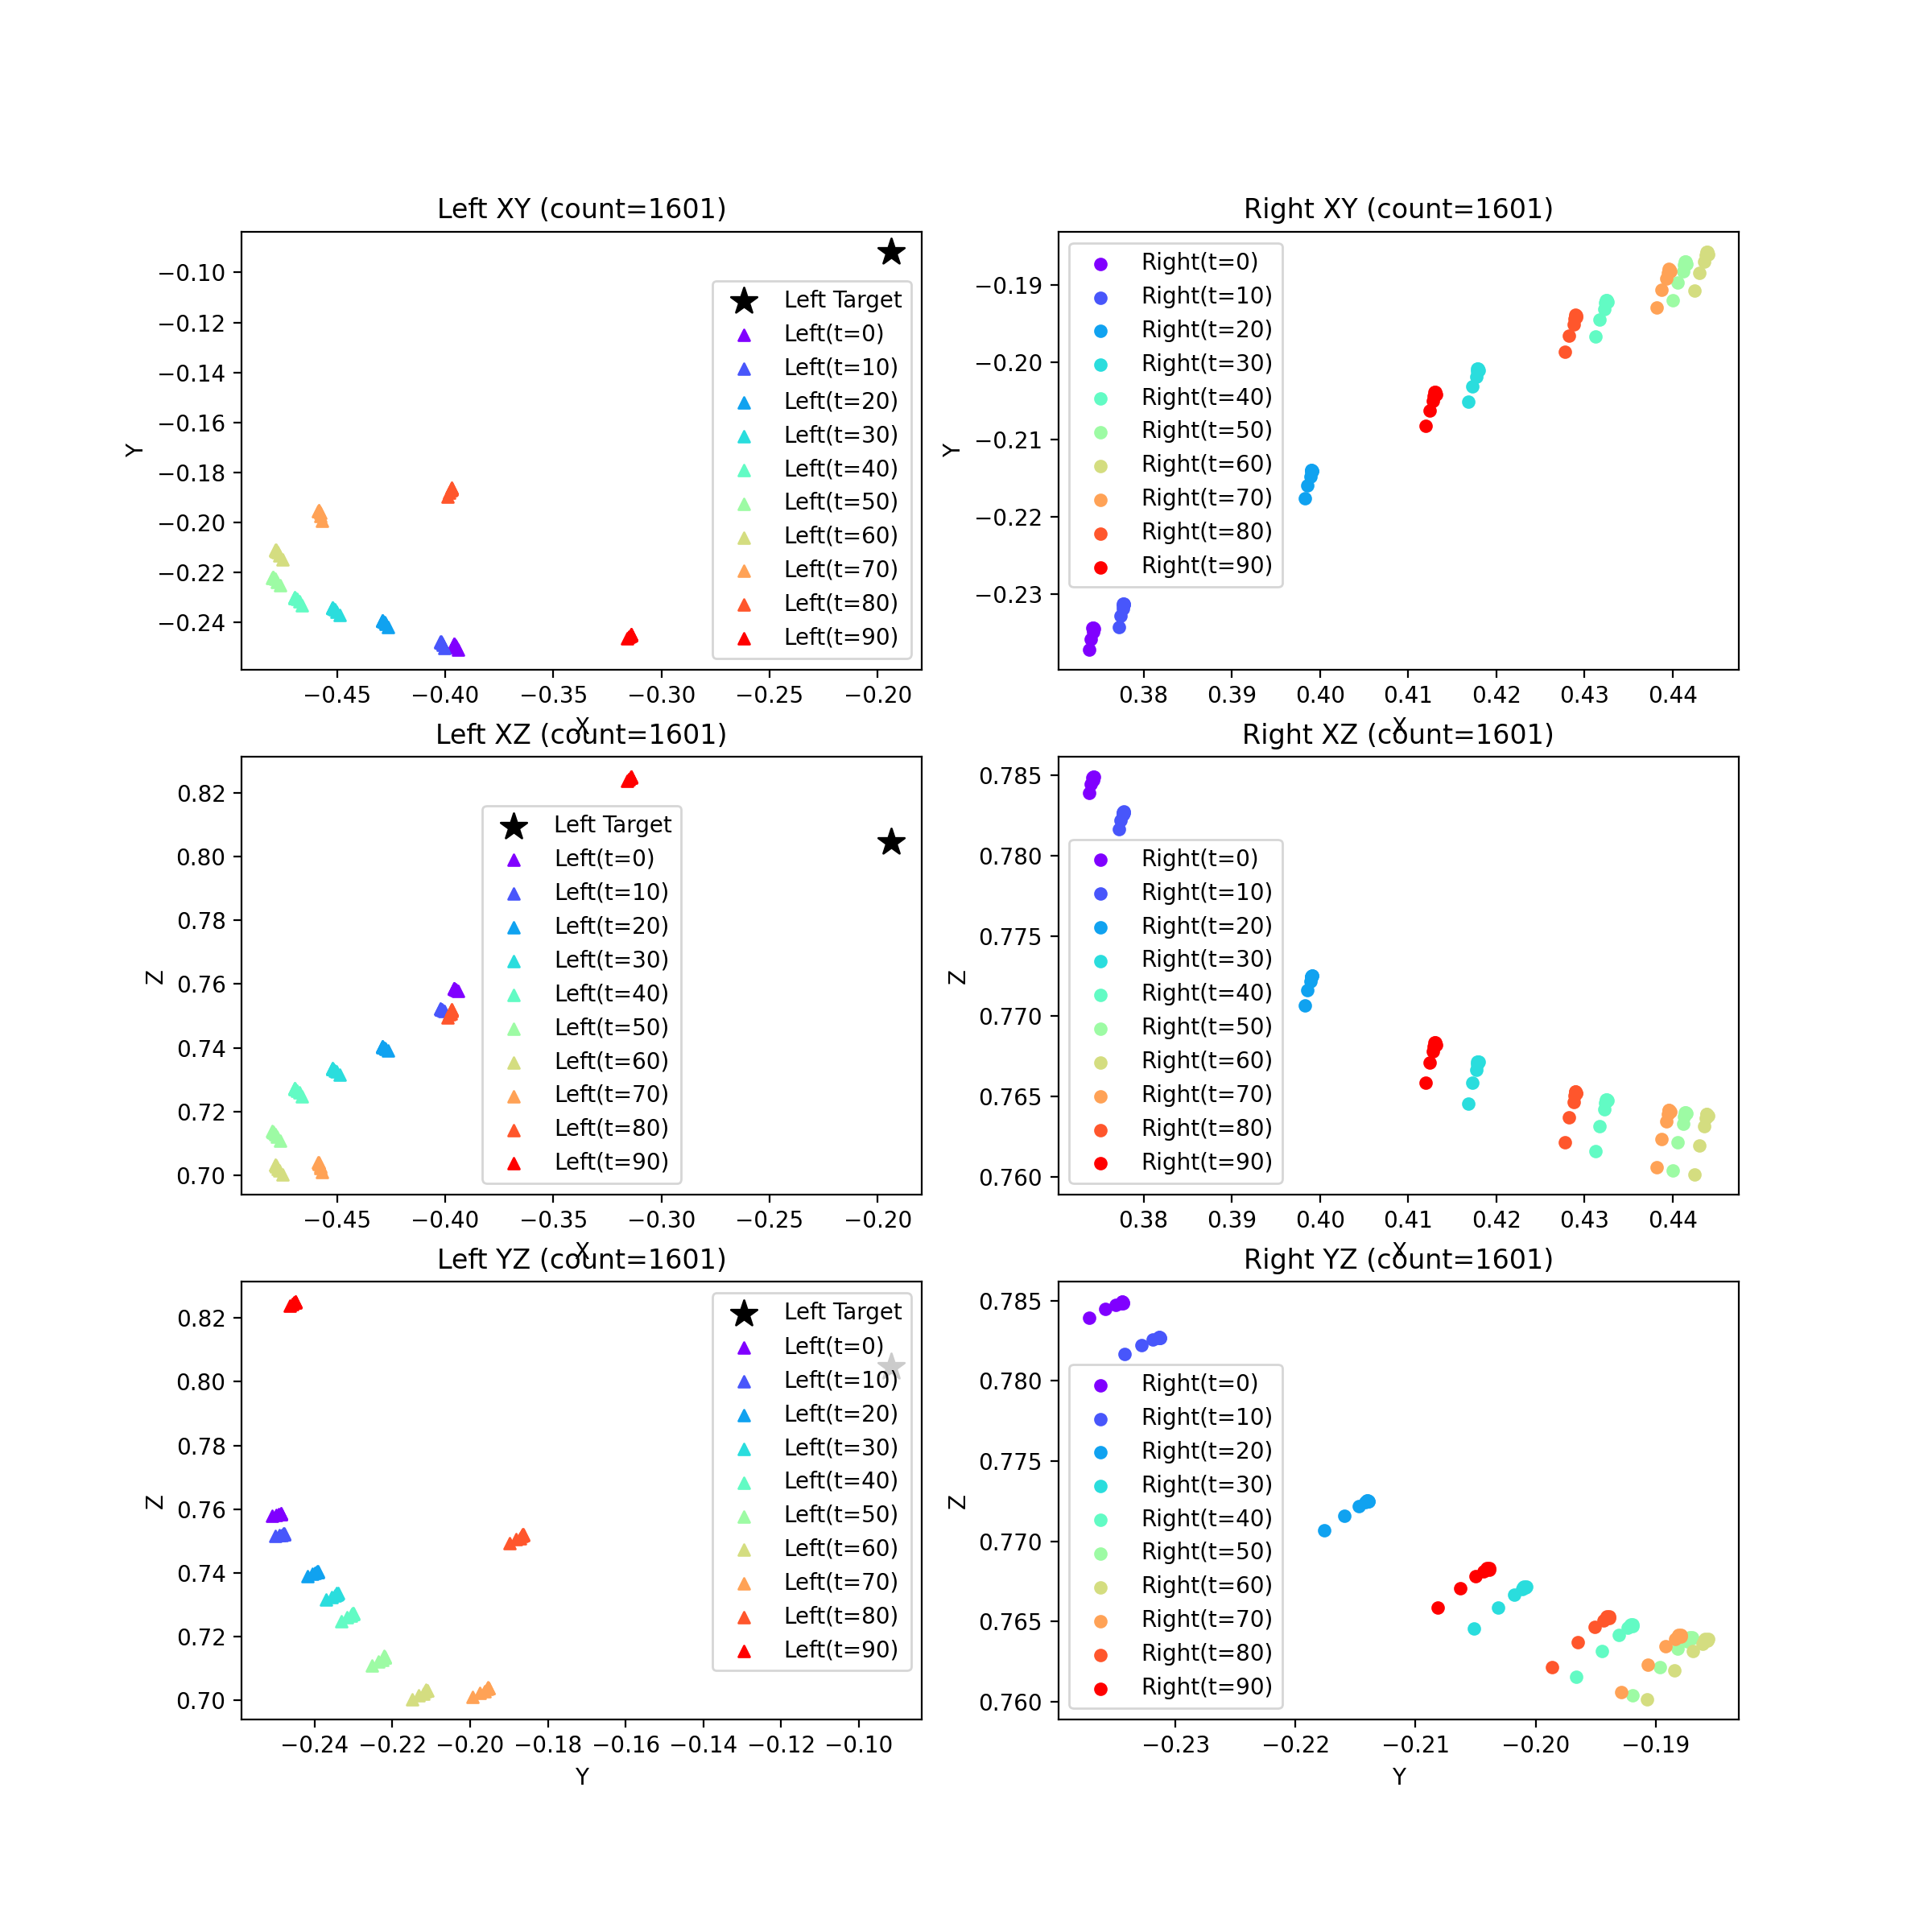 Left XY (count=1601)
−0.10
−0.12
−0.14
−0.16
−0.18
−0.20
−0.22
−0.24
Y
Left Target
Left(t=0)
Left(t=10)
Left(t=20)
Left(t=30)
Left(t=40)
Left(t=50)
Left(t=60)
Left(t=70)
Left(t=80)
Left(t=90)
−0.45 −0.40 −0.35 −0.30 −0.25 −0.20
X
Right XY (count=1601)
−0.19
−0.20
−0.21
−0.22
−0.23
Y
Right(t=0)
Right(t=10)
Right(t=20)
Right(t=30)
Right(t=40)
Right(t=50)
Right(t=60)
Right(t=70)
Right(t=80)
Right(t=90)
0.38 0.39 0.40 0.41 0.42 0.43 0.44
X
Left XZ (count=1601)
0.82
0.80
0.78
0.76
0.74
0.72
0.70
Z
Left Target
Left(t=0)
Left(t=10)
Left(t=20)
Left(t=30)
Left(t=40)
Left(t=50)
Left(t=60)
Left(t=70)
Left(t=80)
Left(t=90)
−0.45 −0.40 −0.35 −0.30 −0.25 −0.20
X
Right XZ (count=1601)
0.785
0.780
0.775
0.770
0.765
0.760
Z
Right(t=0)
Right(t=10)
Right(t=20)
Right(t=30)
Right(t=40)
Right(t=50)
Right(t=60)
Right(t=70)
Right(t=80)
Right(t=90)
0.38 0.39 0.40 0.41 0.42 0.43 0.44
X
Left YZ (count=1601)
0.82
0.80
0.78
0.76
0.74
0.72
0.70
Z
Left Target
Left(t=0)
Left(t=10)
Left(t=20)
Left(t=30)
Left(t=40)
Left(t=50)
Left(t=60)
Left(t=70)
Left(t=80)
Left(t=90)
−0.24 −0.22 −0.20 −0.18 −0.16 −0.14 −0.12 −0.10
Y
Right YZ (count=1601)
0.785
0.780
0.775
0.770
0.765
0.760
Z
Right(t=0)
Right(t=10)
Right(t=20)
Right(t=30)
Right(t=40)
Right(t=50)
Right(t=60)
Right(t=70)
Right(t=80)
Right(t=90)
−0.23 −0.22 −0.21 −0.20 −0.19
Y